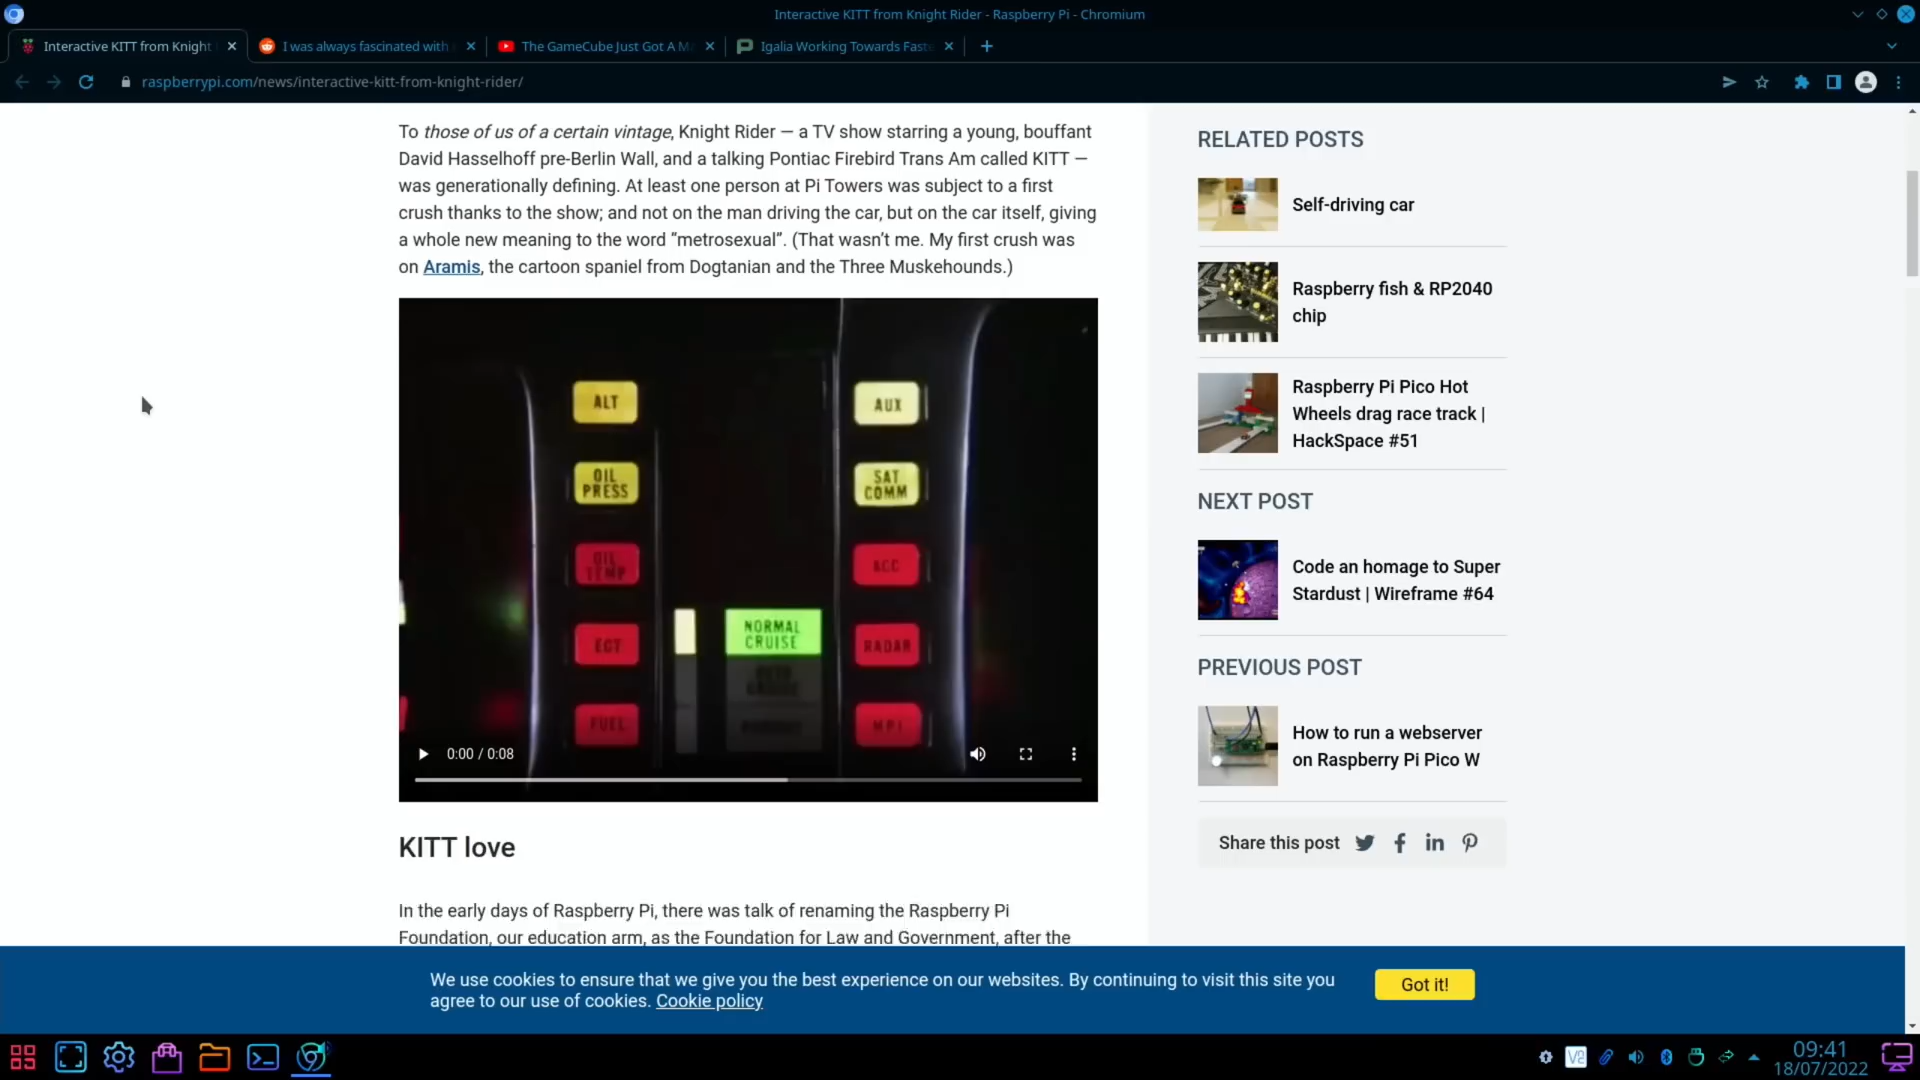 Interactive KITT from Knight Rider - Raspberry Pi - Chromium
Interactive KITT from Knight
I was always fascinated with
The GameCube Just Got A M
Igalia Working Towards Faste
raspberrypi.com/news/interactive-kitt-from-knight-rider/
To those of us of a certain vintage, Knight Rider — a TV show starring a young, bouffant
David Hasselhoff pre-Berlin Wall, and a talking Pontiac Firebird Trans Am called KITT —
was generationally defining. At least one person at Pi Towers was subject to a first
crush thanks to the show; and not on the man driving the car, but on the car itself, giving
a whole new meaning to the word “metrosexual”. (That wasn’t me. My first crush was
on Aramis, the cartoon spaniel from Dogtanian and the Three Muskehounds.)
ALT
AUX
OIL
PRESS
SAT
COMM
OIL
TEMP
ACC
EGT
NORMAL
CRUISE
RADAR
FUEL
MPI
0:00 / 0:08
KITT love
In the early days of Raspberry Pi, there was talk of renaming the Raspberry Pi
Foundation, our education arm, as the Foundation for Law and Government, after the
RELATED POSTS
Self-driving car
Raspberry fish & RP2040
chip
Raspberry Pi Pico Hot
Wheels drag race track |
HackSpace #51
NEXT POST
Code an homage to Super
Stardust | Wireframe #64
PREVIOUS POST
How to run a webserver
on Raspberry Pi Pico W
Share this post
We use cookies to ensure that we give you the best experience on our websites. By continuing to visit this site you
agree to our use of cookies. Cookie policy
Got it!
09:41
18/07/2022